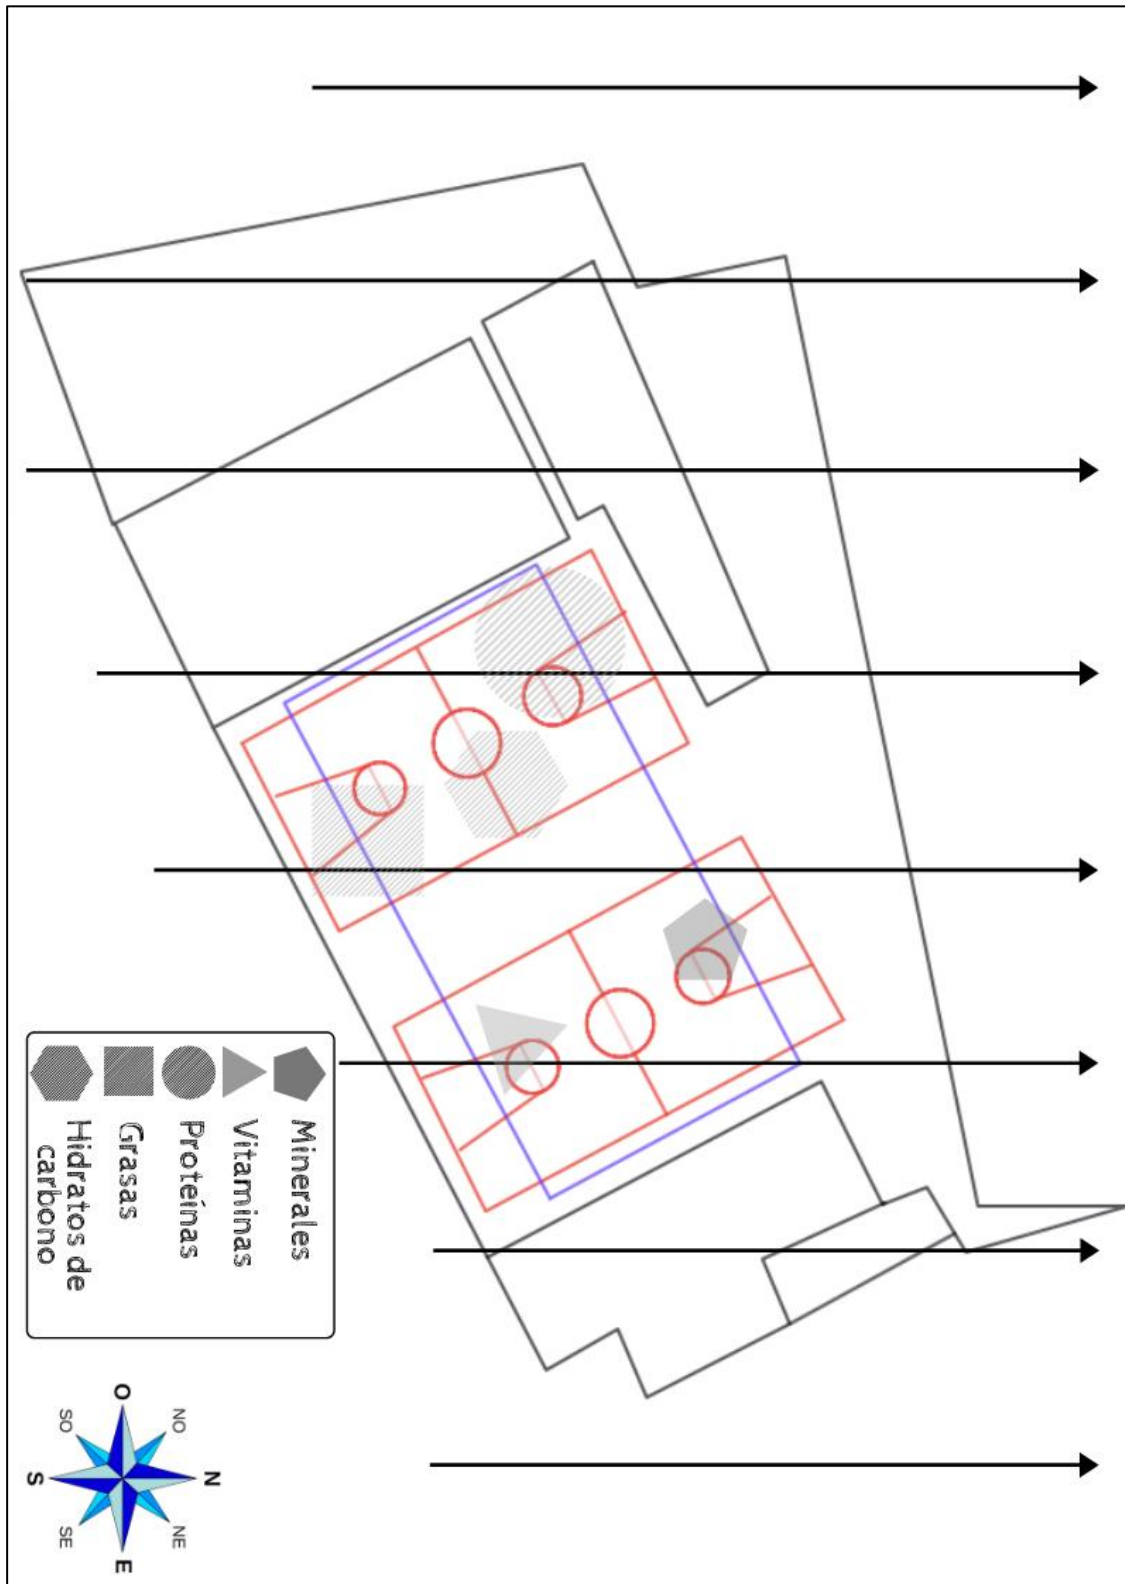 Minerales
Vitaminas
Proteínas
Grasas
Hidratos de
carbono
N
NO
NE
O
E
SO
SE
S